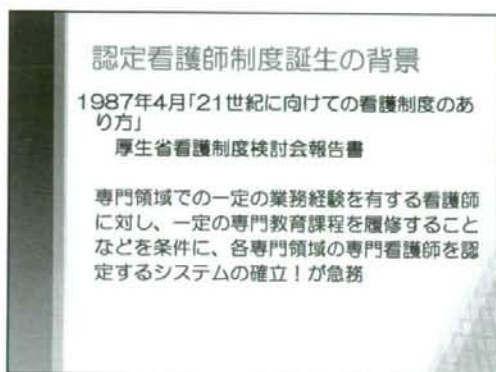 認定看護師制度誕生の背景
1987年4月「21世紀に向けての看護制度のあ
り方」
厚生省看護制度検討会報告書
専門領域での一定の業務経験を有する看護師
に対し、一定の専門教育課程を履修すること
などを条件に、各専門領域の専門看護師を認
定するシステムの確立！が急務